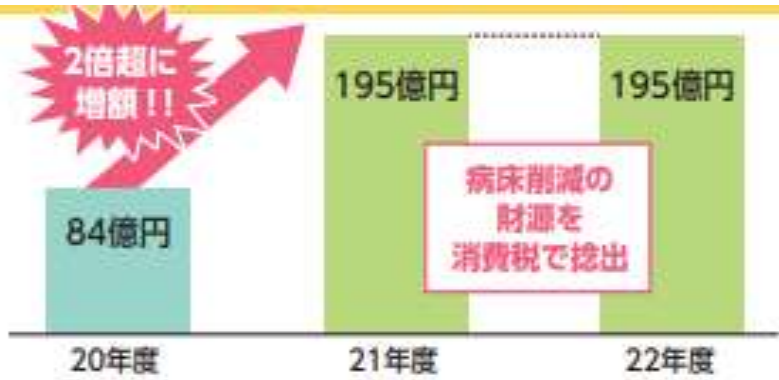 2倍超に
増額!!
195億円
195億円
84億円
病床削減の
財源を
消費税で捻出
20年度
21年度
22年度